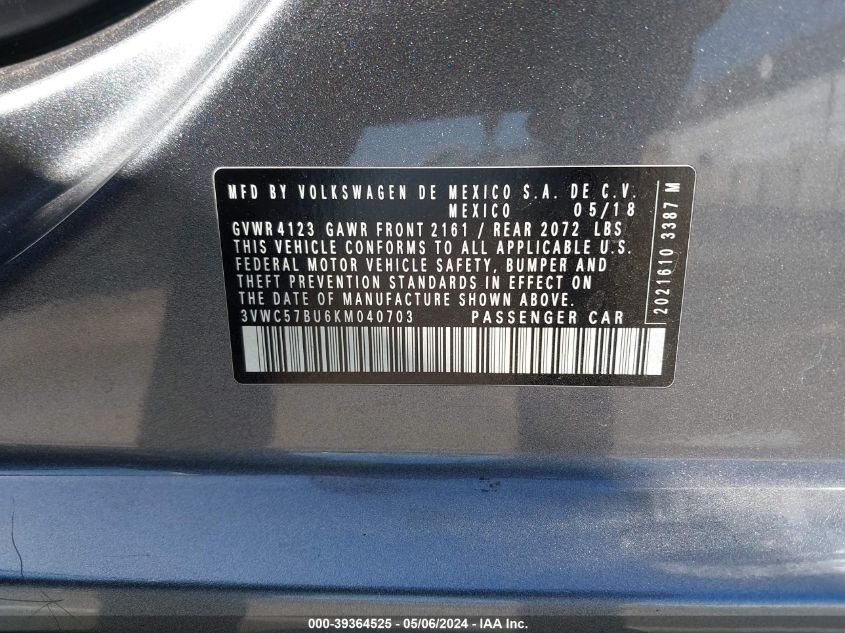 MFD BY VOLKSWAGEN DE MEXICO S.A. DE C.V.
MEXICO 05/18
GVWR 4123 GAWR FRONT 2161 / REAR 2072 LBS
THIS VEHICLE CONFORMS TO ALL APPLICABLE U.S.
FEDERAL MOTOR VEHICLE SAFETY, BUMPER AND
THEFT PREVENTION STANDARDS IN EFFECT ON
THE DATE OF MANUFACTURE SHOWN ABOVE.
3VWC57BU6KM040703 PASSENGER CAR
2021610 3387 M
000-39364525 - 05/06/2024 - IAA Inc.